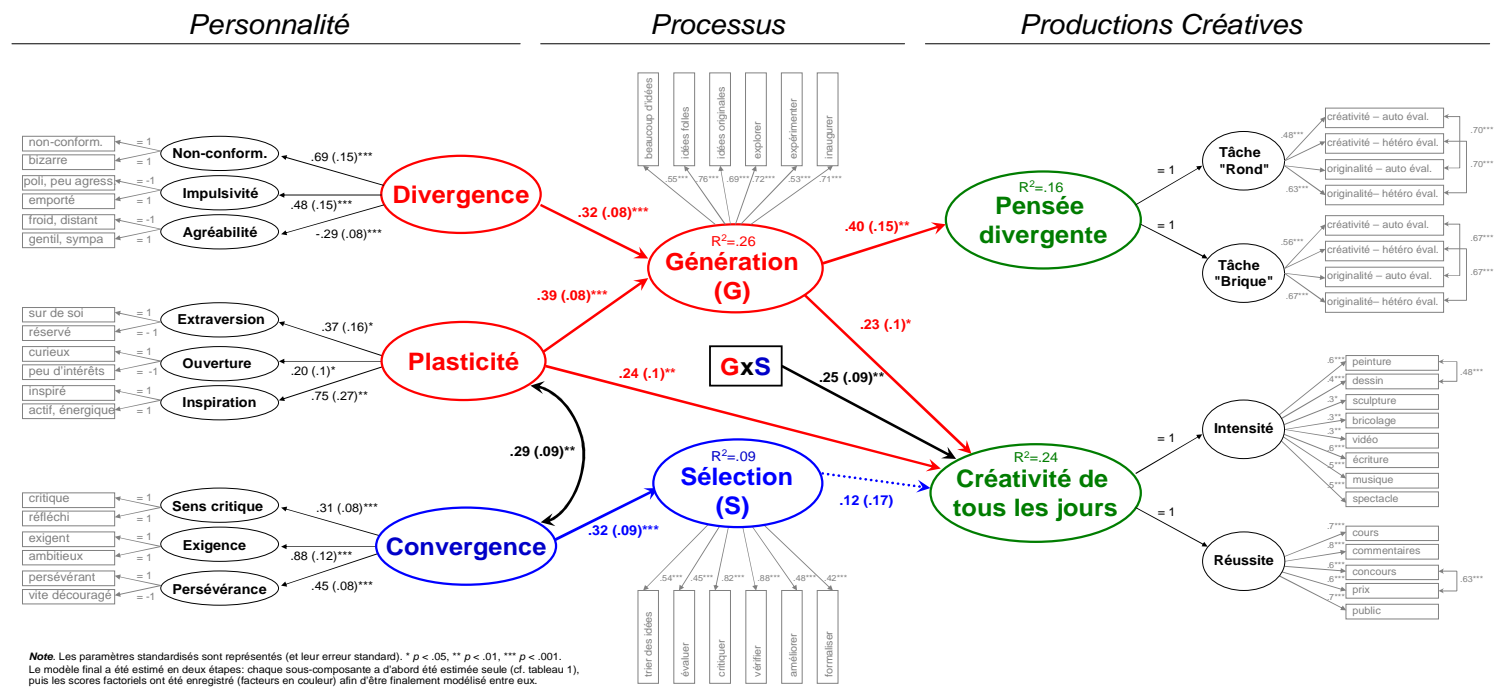 Personnalité
Processus
Productions Créatives
non-conform.
bizarre
= 1
= 1
Non-conform.
.69 (.15)***
poli, peu agress.
emporté
= -1
= 1
Impulsivité
.48 (.15)***
froid, distant
gentil, sympa
= -1
= 1
Agréabilité
-.29 (.08)***
Divergence
.32 (.08)***
sur de soi
réservé
= 1
= - 1
Extraversion
.37 (.16)*
curieux
peu d'intérêts
= 1
= -1
Ouverture
.20 (.1)*
inspiré
actif, énergique
= 1
= 1
Inspiration
.75 (.27)**
Plasticité
.39 (.08)***
.24 (.1)**
.29 (.09)**
critique
réfléchi
= 1
= 1
Sens critique
.31 (.08)***
exigent
ambitieux
= 1
= 1
Exigence
.88 (.12)***
persévérant
vite découragé
= 1
= -1
Persévérance
.45 (.08)***
Convergence
.32 (.09)***
beaucoup d'idées
idées folles
idées originales
explorer
expérimenter
inaugurer
.55***
.76***
.69***
.72***
.53***
.71***
R²=.26
Génération
(G)
.40 (.15)**
.23 (.1)*
GxS
.25 (.09)**
R²=.09
Sélection
(S)
.12 (.17)
.54***
.45***
.82***
.88***
.48***
.42***
trier des idées
évaluer
critiquer
vérifier
améliorer
formaliser
R²=.16
Pensée
divergente
= 1
= 1
Tâche
"Rond"
.48***
.63***
créativité – auto éval.
créativité – hétéro éval.
originalité – auto éval.
originalité– hétéro éval.
.70***
.70***
Tâche
"Brique"
.56***
.67***
créativité – auto éval.
créativité – hétéro éval.
originalité – auto éval.
originalité– hétéro éval.
.67***
.67***
R²=.24
Créativité de
tous les jours
= 1
= 1
Intensité
.6***
.4***
.3*
.3**
.3**
.6***
.5***
.5***
peinture
dessin
sculpture
bricolage
vidéo
écriture
musique
spectacle
.48***
Réussite
.7***
.8***
.6***
.6***
.7***
cours
commentaires
concours
prix
public
.63***
Note. Les paramètres standardisés sont représentés (et leur erreur standard). * p < .05, ** p < .01, *** p < .001.
Le modèle final a été estimé en deux étapes: chaque sous-composante a d'abord été estimée seule (cf. tableau 1),
puis les scores factoriels ont été enregistré (facteurs en couleur) afin d'être finalement modélisé entre eux.